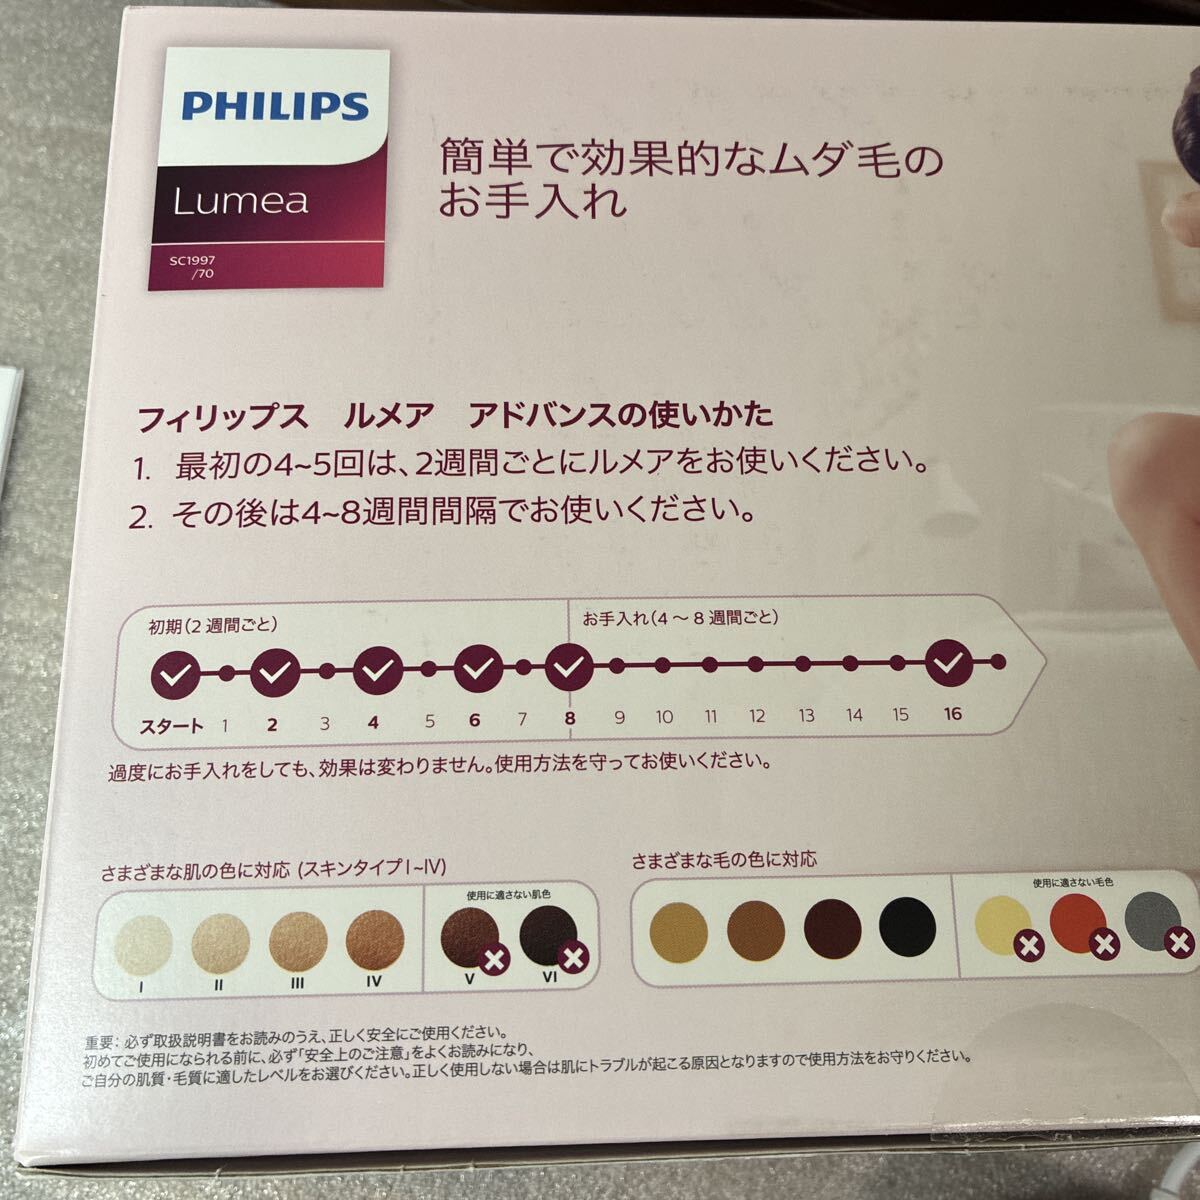 PHILIPS
Lumea
SC1997
/70
簡単で効果的なムダ毛の
お手入れ
フィリップス ルメア アドバンスの使いかた
1. 最初の4~5回は、2週間ごとにルメアをお使いください。
2. その後は4~8週間間隔でお使いください。
初期(2 週間ごと)
お手入れ(4 ～ 8 週間ごと)
スタート 1 2 3 4 5 6 7 8 9 10 11 12 13 14 15 16
過度にお手入れをしても、効果は変わりません。使用方法を守ってお使いください。
さまざまな肌の色に対応 (スキンタイプ I~IV)
使用に適さない肌色
I II III IV V VI
さまざまな毛の色に対応
使用に適さない毛色
重要: 必ず取扱説明書をお読みのうえ、正しく安全にご使用ください。
初めてご使用になられる前に、必ず「安全上のご注意」をよくお読みになり、
ご自分の肌質・毛質に適したレベルをお選びください。正しく使用しない場合は肌にトラブルが起こる原因となりますので使用方法をお守りください。